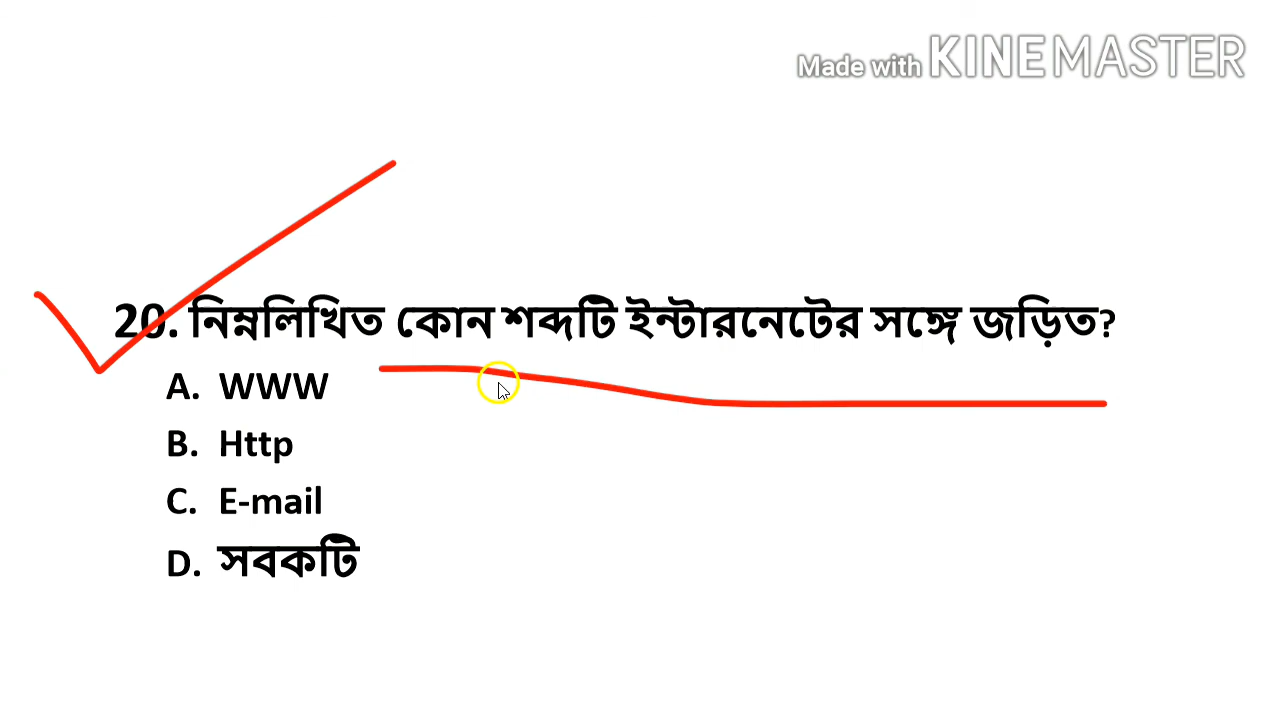 Made with KINEMASTER
20. নিম্নলিখিত কোন শব্দটি ইন্টারনেটের সঙ্গে জড়িত?
A. WWW
B. Http
C. E-mail
D. সবকটি